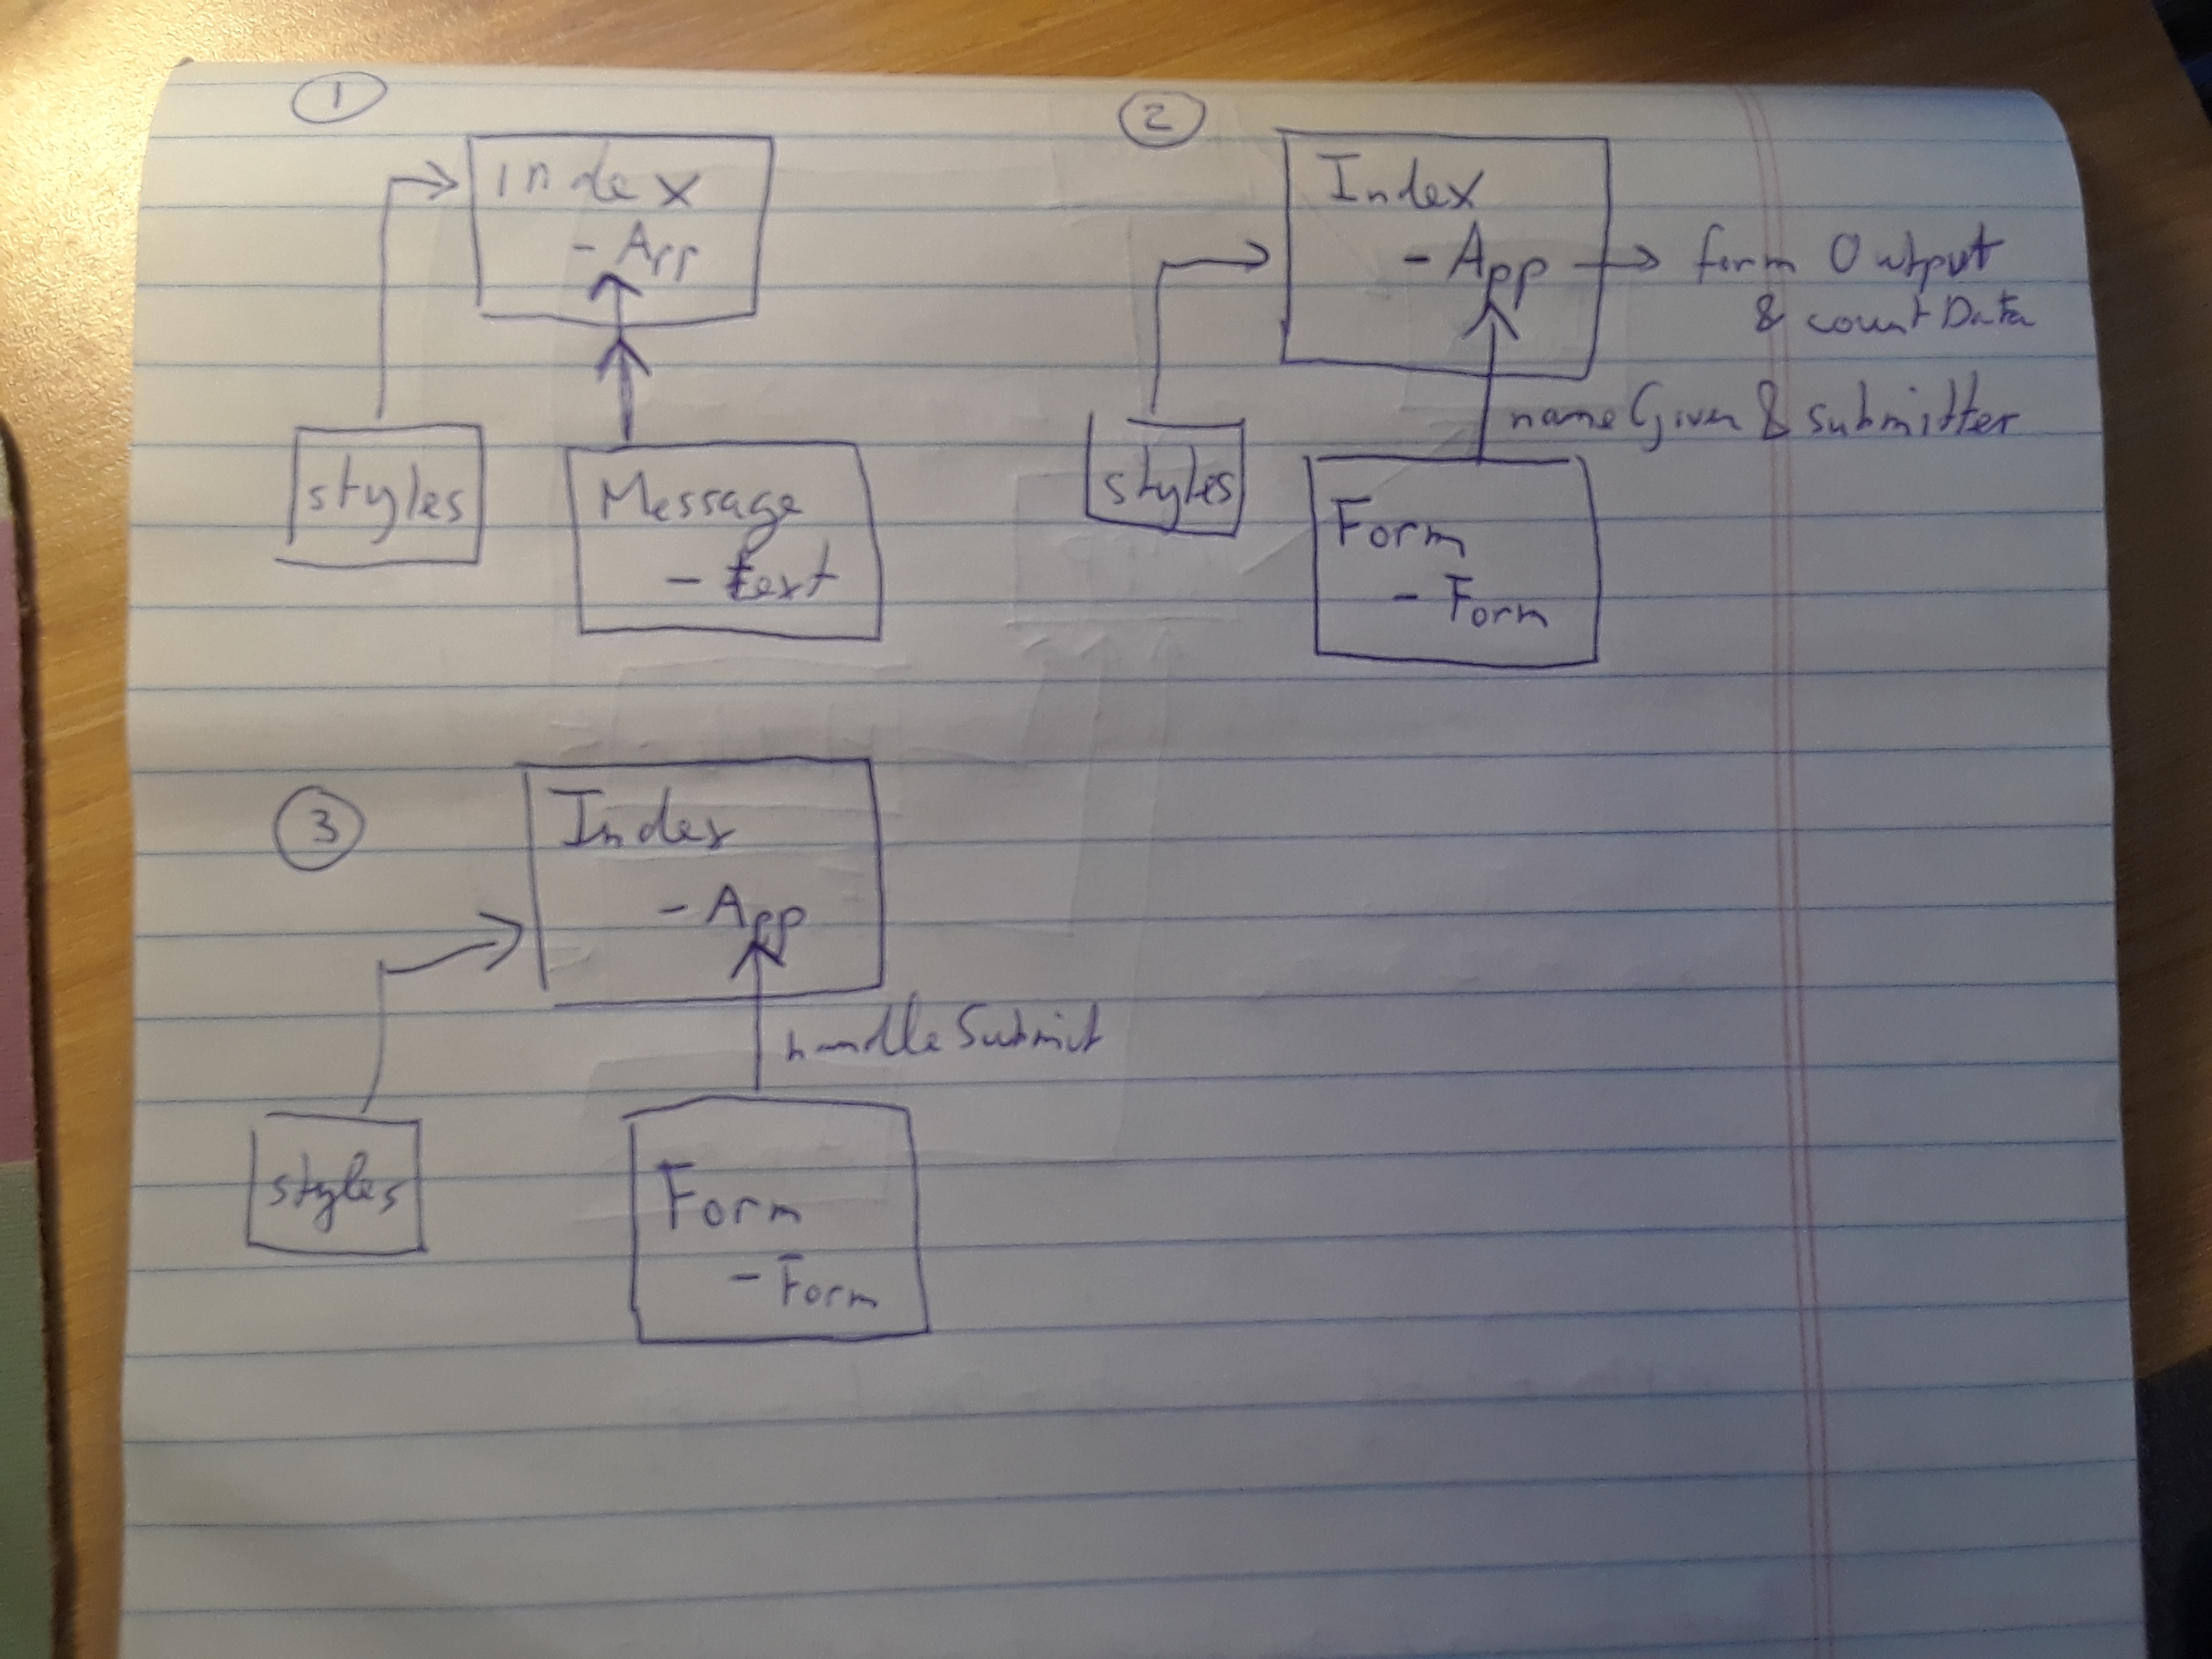 1
index
- App
styles
Message
- text
2
Index
- App
form Output
& count Data
name Given & submitter
styles
Form
- Form
3
Index
- App
handle Submit
styles
Form
- Form